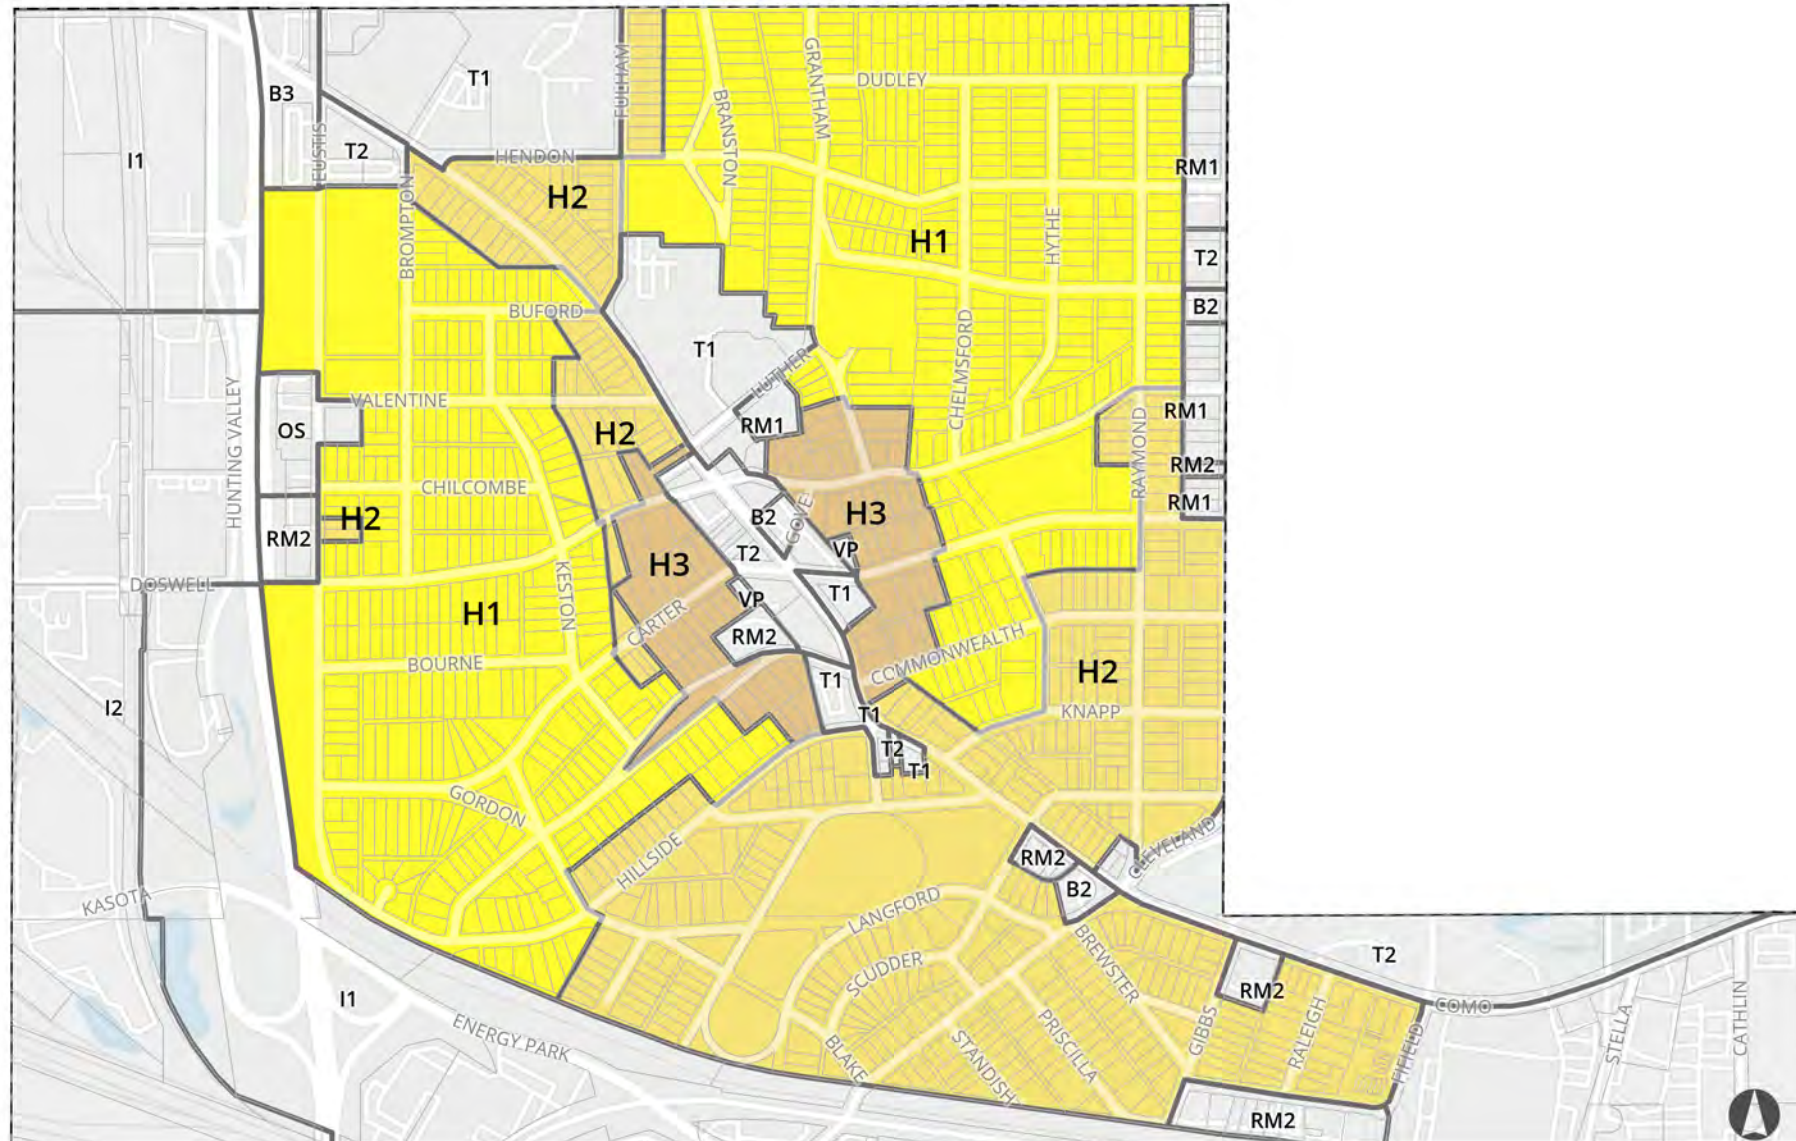 T1
FULHAM
GRANTHAM
DUDLEY
B3
BRANSTON
EUSTIS
T2
I1
HENDON
RM1
H2
BROMPTON
HYTHE
H1
T2
BUFORD
B2
T1
LUTHER
CHELMSFORD
HUNTING VALLEY
VALENTINE
RM1
RM1
OS
H2
RAYMOND
RM2
CHILCOMBE
RM1
H2
B2
GOVE
H3
RM2
T2
VP
H3
DOSWELL
KESTON
VP
T1
H1
CARTER
RM2
COMMONWEALTH
BOURNE
H2
T1
I2
T1
KNAPP
T2
T1
GORDON
HILLSIDE
CLEVELAND
RM2
B2
KASOTA
LANGFORD
BREWSTER
T2
SCUDDER
RM2
I1
COMO
ENERGY PARK
BLAKE
STANDISH
PRISCILLA
GIBBS
RALEIGH
FIFIELD
STELLA
CATHLIN
RM2